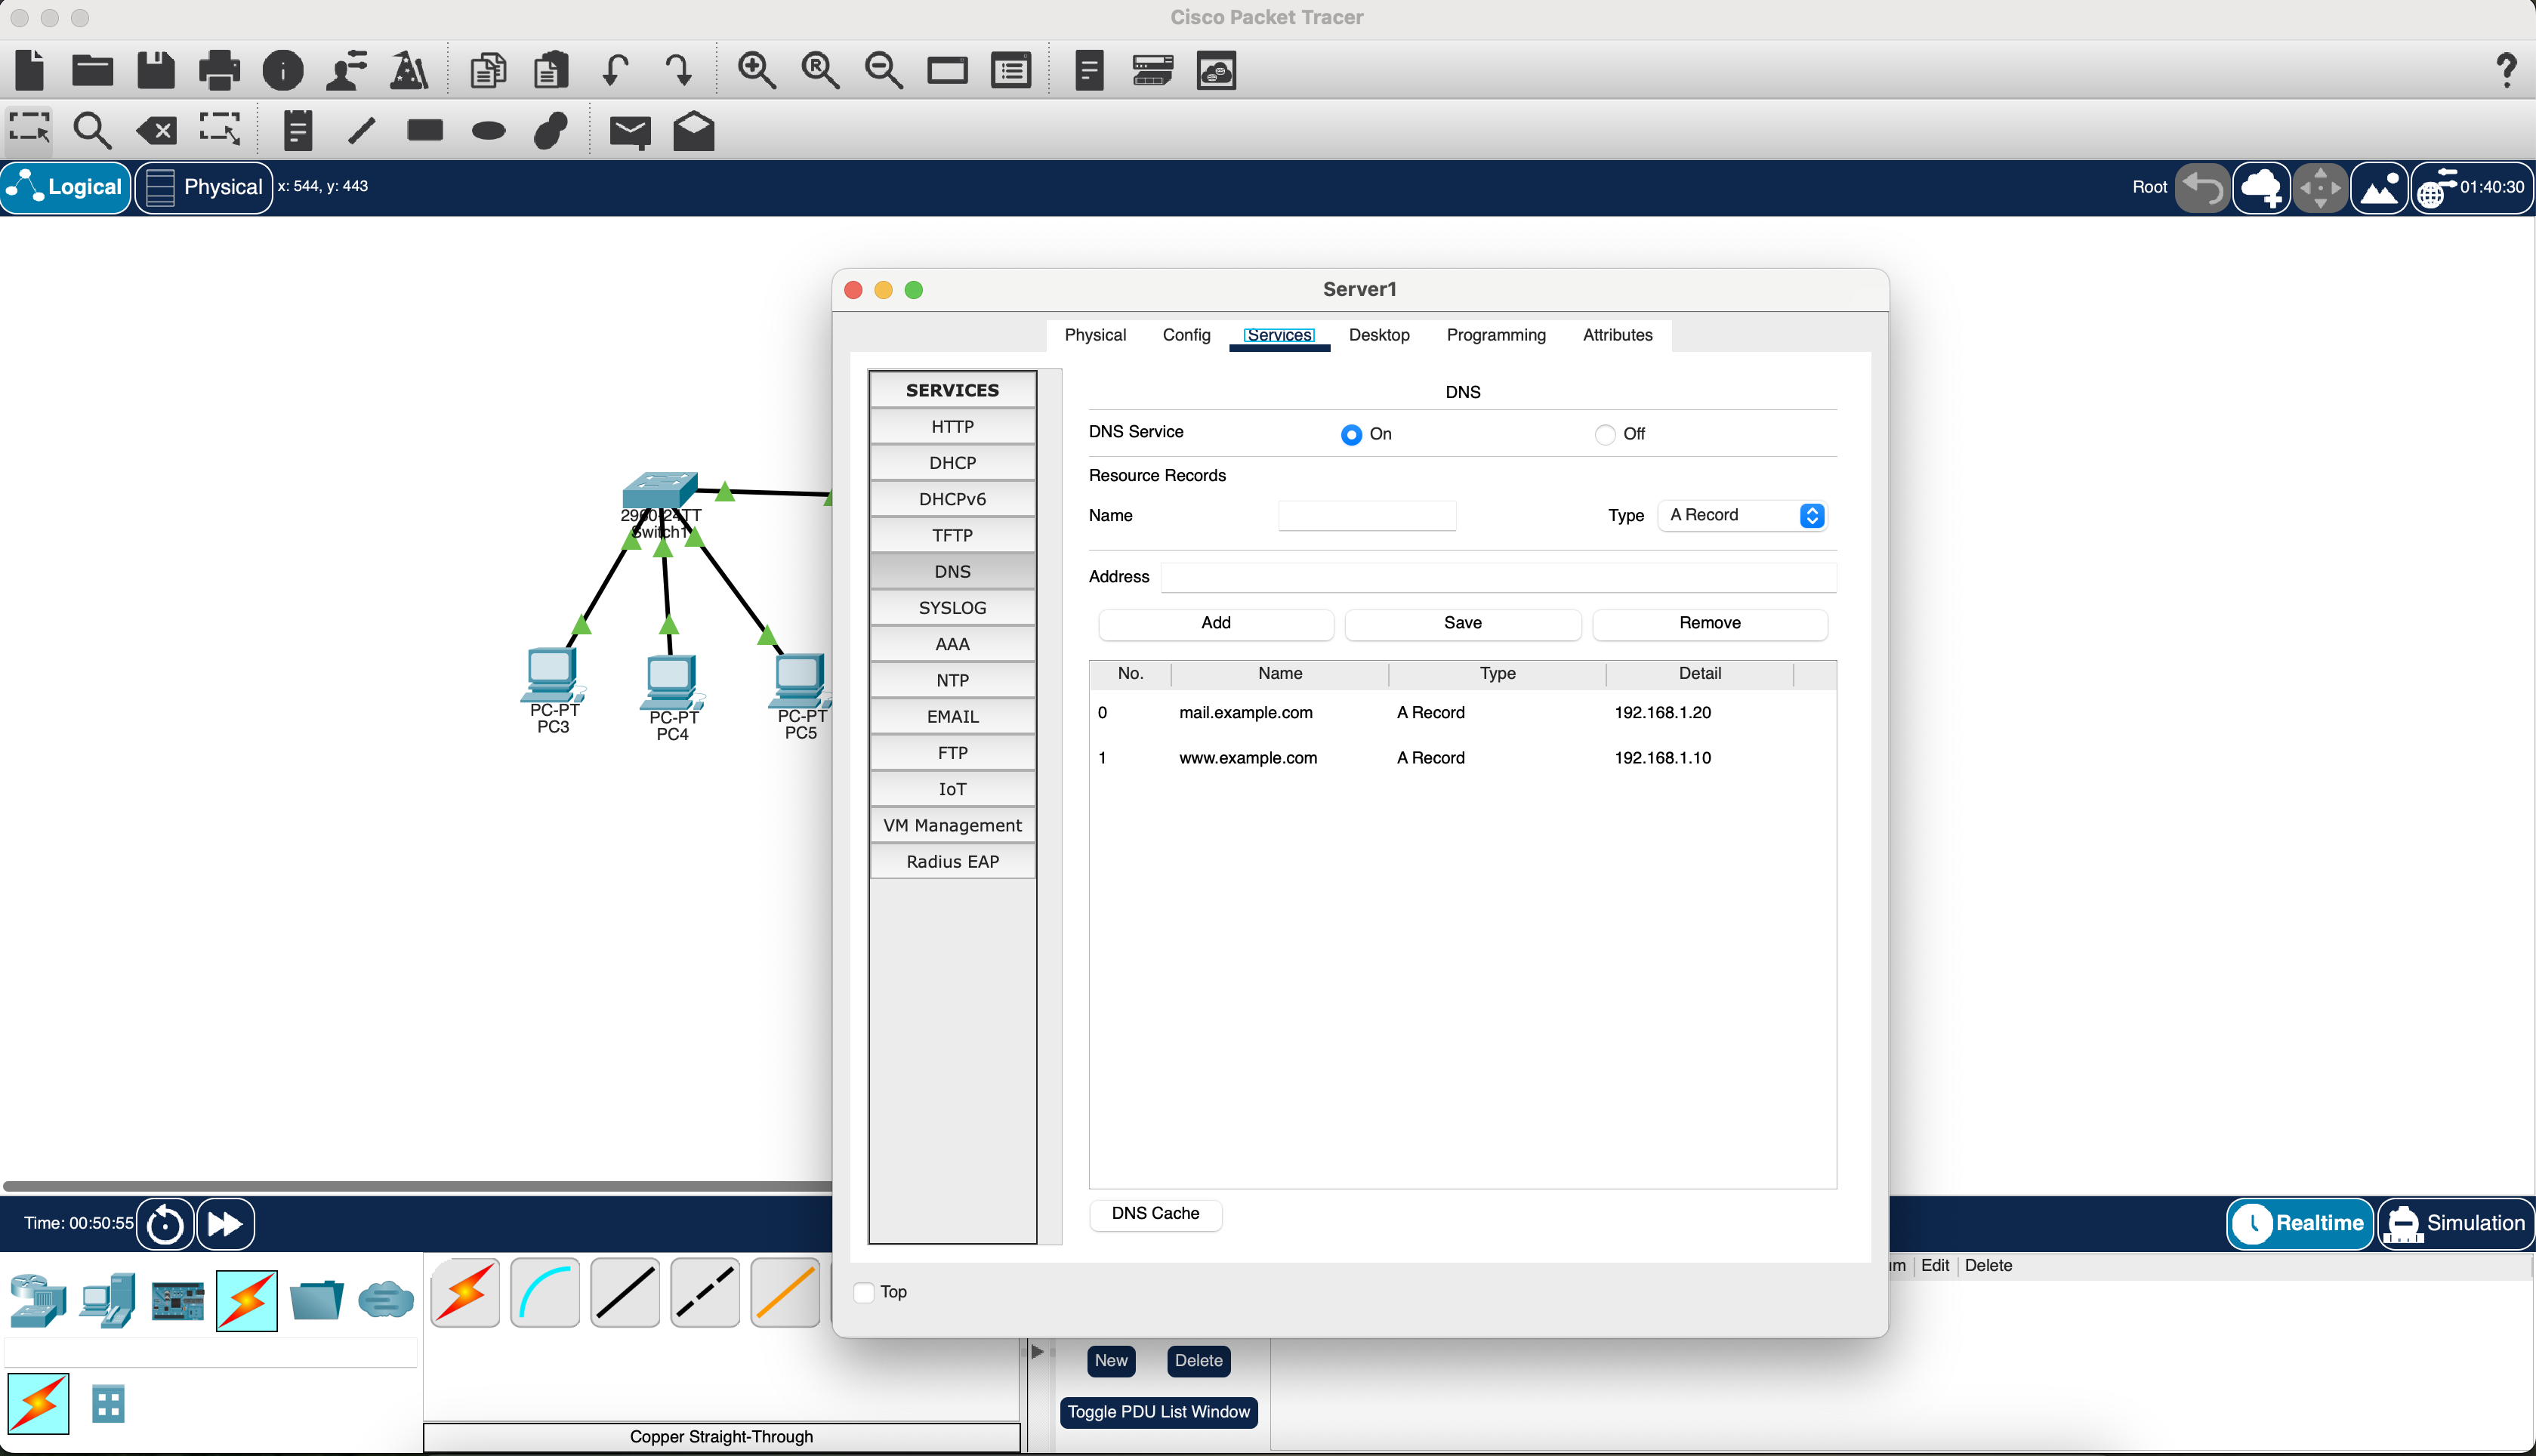 Cisco Packet Tracer
Logical
Physical
x: 544, y: 443
Root
01:40:30
Server1
Physical
Config
Services
Desktop
Programming
Attributes
SERVICES
HTTP
DHCP
DHCPv6
TFTP
DNS
SYSLOG
AAA
NTP
EMAIL
FTP
IoT
VM Management
Radius EAP
DNS
DNS Service
On
Off
Resource Records
Name
Type
A Record
Address
Add
Save
Remove
No. Name Type Detail
0 mail.example.com A Record 192.168.1.20
1 www.example.com A Record 192.168.1.10
DNS Cache
Top
2960-24TT
Switch1
PC-PT
PC3
PC-PT
PC4
PC-PT
PC5
Time: 00:50:55
Realtime
Simulation
Edit
Delete
New
Delete
Toggle PDU List Window
Copper Straight-Through